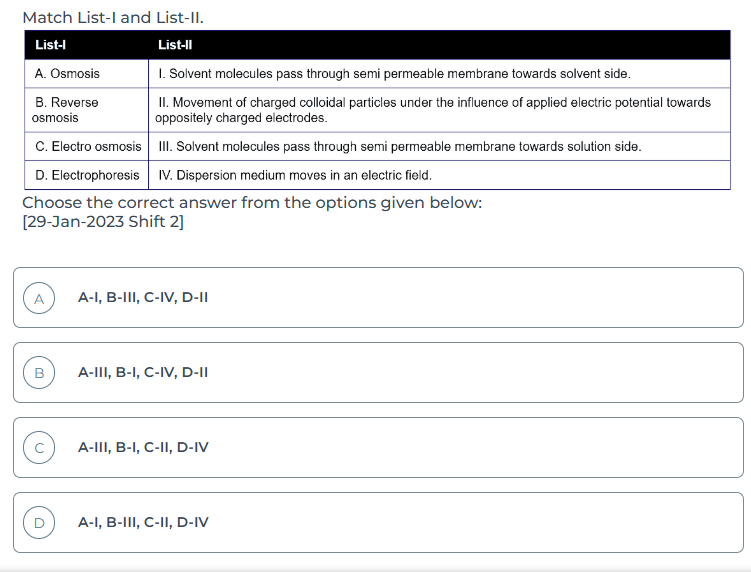 Match List-I and List-II.
List-I List-II
A. Osmosis I. Solvent molecules pass through semi permeable membrane towards solvent side.
B. Reverse osmosis II. Movement of charged colloidal particles under the influence of applied electric potential towards oppositely charged electrodes.
C. Electro osmosis III. Solvent molecules pass through semi permeable membrane towards solution side.
D. Electrophoresis IV. Dispersion medium moves in an electric field.
Choose the correct answer from the options given below:
[29-Jan-2023 Shift 2]
A A-I, B-III, C-IV, D-II
B A-III, B-I, C-IV, D-II
C A-III, B-I, C-II, D-IV
D A-I, B-III, C-II, D-IV